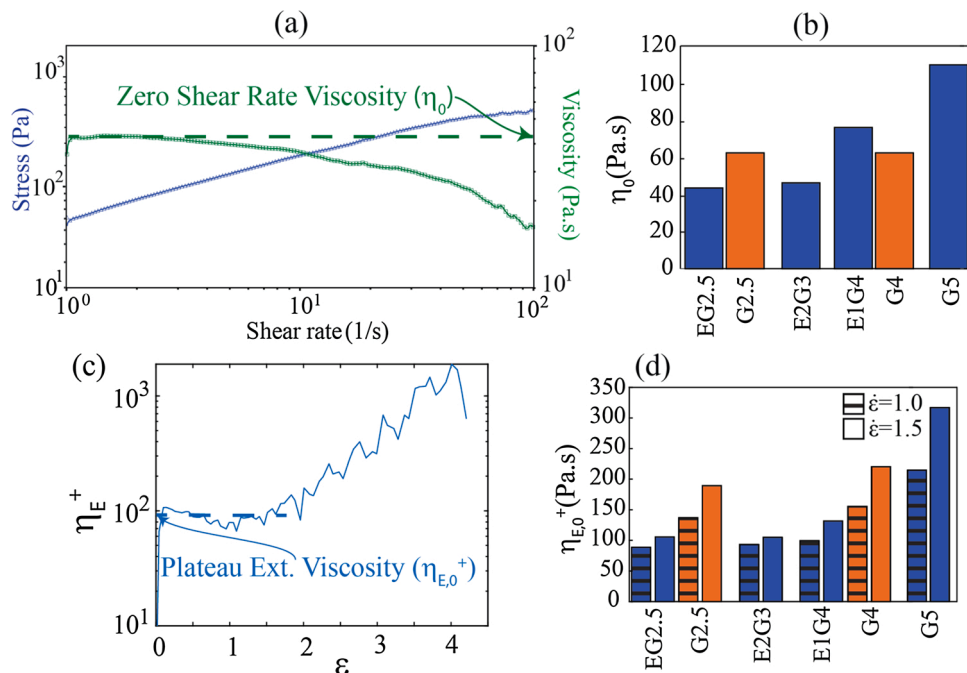 (a)
10³
10²
10¹
Stress (Pa)
Zero Shear Rate Viscosity (η₀)
10²
10¹
Viscosity
(Pa.s)
10⁰
10¹
10²
Shear rate (1/s)
(b)
120
100
80
60
40
20
0
η₀(Pa.s)
EG2.5
G2.5
E2G3
E1G4
G4
G5
(c)
10³
10²
10¹
η_E⁺
Plateau Ext. Viscosity (η_E,0⁺)
0
1
2
3
4
ε
(d)
350
300
250
200
150
100
50
0
η_E,0⁺(Pa.s)
ε̇=1.0
ε̇=1.5
EG2.5
G2.5
E2G3
E1G4
G4
G5